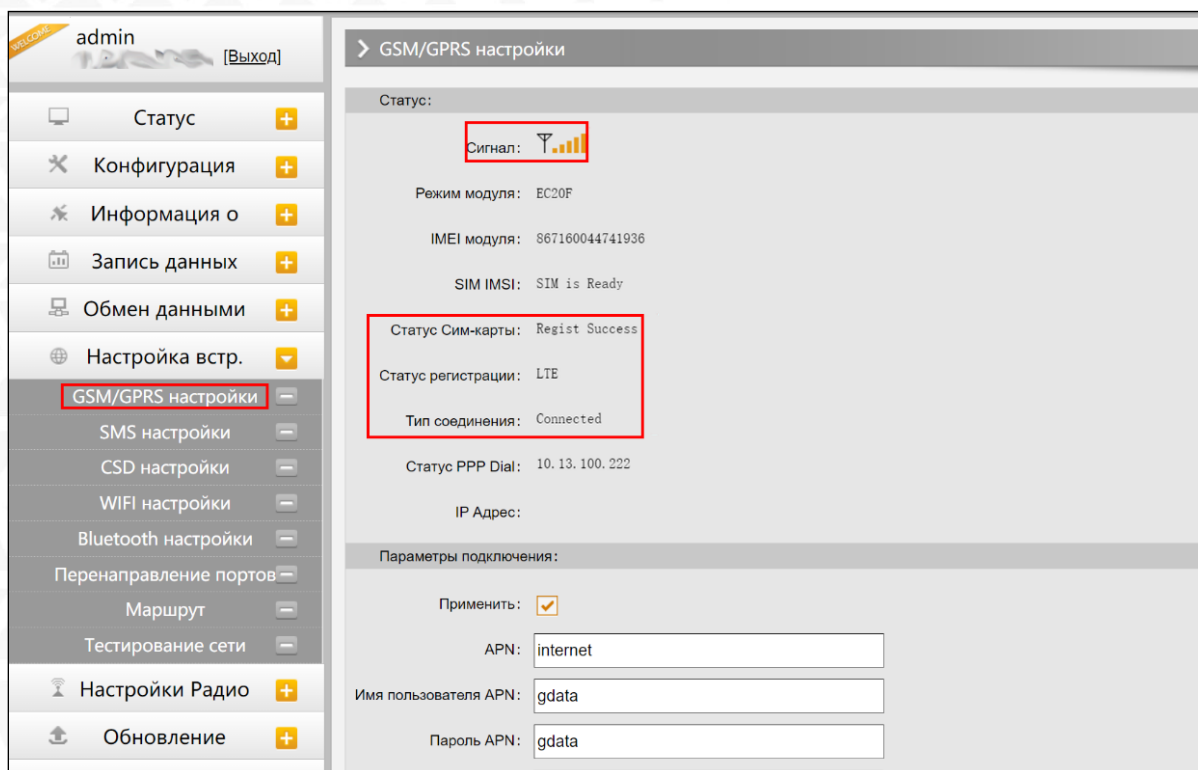 WELCOME
admin
[Выход]
Статус
Конфигурация
Информация о
Запись данных
Обмен данными
Настройка встр.
GSM/GPRS настройки
SMS настройки
CSD настройки
WIFI настройки
Bluetooth настройки
Перенаправление портов
Маршрут
Тестирование сети
Настройки Радио
Обновление
GSM/GPRS настройки
Статус:
Сигнал:
Режим модуля: EC20F
IMEI модуля: 867160044741936
SIM IMSI: SIM is Ready
Статус Сим-карты: Regist Success
Статус регистрации: LTE
Тип соединения: Connected
Статус PPP Dial: 10.13.100.222
IP Адрес:
Параметры подключения:
Применить:
APN: internet
Имя пользователя APN: gdata
Пароль APN: gdata